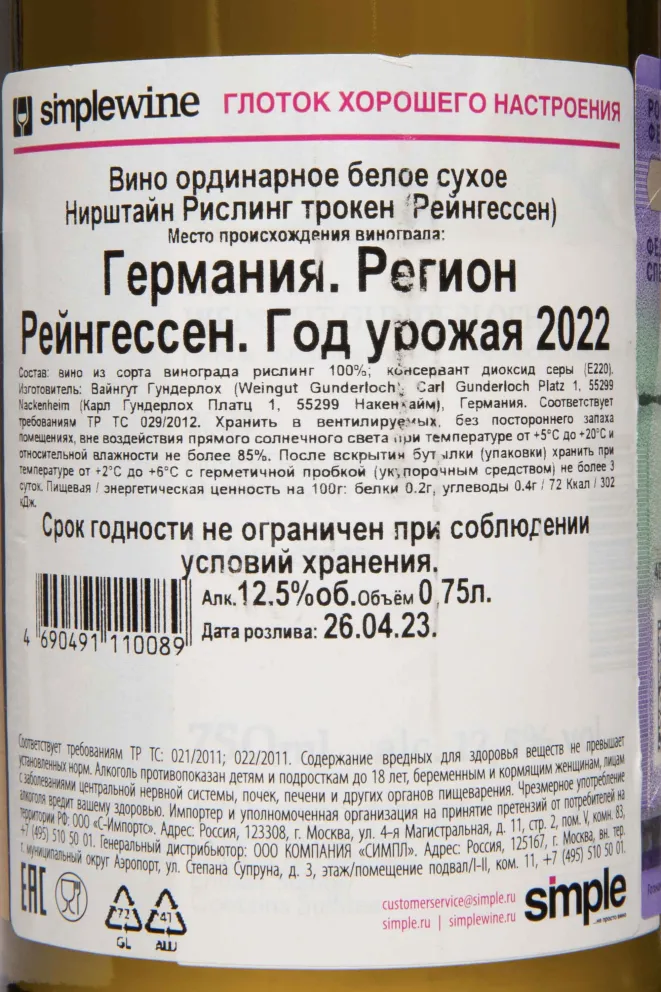 simplewine ГЛОТОК ХОРОШЕГО НАСТРОЕНИЯ
Вино ординарное белое сухое
Нирштайн Рислинг трокен (Рейнгессен)
Место происхождения винограда:
Германия. Регион
Рейнгессен. Год урожая 2022
Состав: вино из сорта винограда рислинг 100%; консервант диоксид серы (Е220).
Изготовитель: Вайнгут Гундерлох (Weingut Gunderloch), Carl Gunderloch Platz 1, 55299
Nackenheim (Карл Гундерлох Платц 1, 55299 Накенхайм), Германия. Соответствует
требованиям ТР ТС 029/2012. Хранить в вентилируемых, без постороннего запаха
помещениях, вне воздействия прямого солнечного света при температуре от +5°С до +20°С и
относительной влажности не более 85%. После вскрытия бутылки (упаковки) хранить при
температуре от +2°С до +6°С с герметичной пробкой (укупорочным средством) не более 3
суток. Пищевая / энергетическая ценность на 100г: белки 0.2г, углеводы 0.4г / 72 Ккал / 302
кДж.
Срок годности не ограничен при соблюдении
условий хранения.
Алк.12.5%об.Объём 0,75л.
Дата розлива: 26.04.23.
4 690491 110089
Соответствует требованиям ТР ТС: 021/2011; 022/2011. Содержание вредных для здоровья веществ не превышает
установленных норм. Алкоголь противопоказан детям и подросткам до 18 лет, беременным и кормящим женщинам, лицам
с заболеваниями центральной нервной системы, почек, печени и других органов пищеварения. Чрезмерное употребление
алкоголя вредит вашему здоровью. Импортер и уполномоченная организация на принятие претензий от потребителей на
территории РФ: ООО «С-Импортс». Адрес: Россия, 123308, г. Москва, ул. 4-я Магистральная, д. 11, стр. 2, пом. V, комн. 83,
+7 (495) 510 50 01. Генеральный дистрибьютор: ООО КОМПАНИЯ «СИМПЛ». Адрес: Россия, 125167, г. Москва, вн. тер.
г. муниципальный округ Аэропорт, ул. Степана Супруна, д. 3, этаж/помещение подвал/I-II, ком. 11, +7 (495) 510 50 01.
EAC
72
GL
41
ALU
customerservice@simple.ru
simple.ru | simplewine.ru
simple
...не просто вино